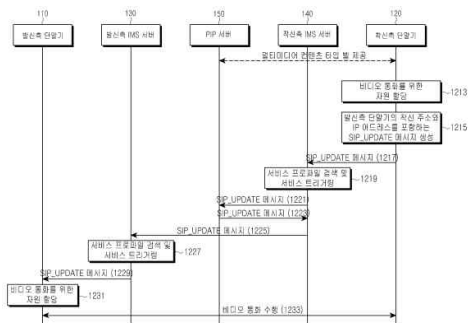 110
130
150
140
120
발신측 단말기
발신측 IMS 서버
PIP 서버
착신측 IMS 서버
착신측 단말기
멀티미디어 컨텐츠 타입 벨 제공
비디오 통화를 위한
자원 할당
1213
발신측 단말기의 착신 주소와
IP 어드레스를 포함하는
SIP_UPDATE 메시지 생성
1215
SIP_UPDATE 메시지 (1217)
서비스 프로파일 검색 및
서비스 트리거링
1219
SIP_UPDATE 메시지 (1221)
SIP_UPDATE 메시지 (1223)
SIP_UPDATE 메시지 (1225)
서비스 프로파일 검색 및
서비스 트리거링
1227
SIP_UPDATE 메시지 (1229)
비디오 통화를 위한
자원 할당
1231
비디오 통화 수행 (1233)